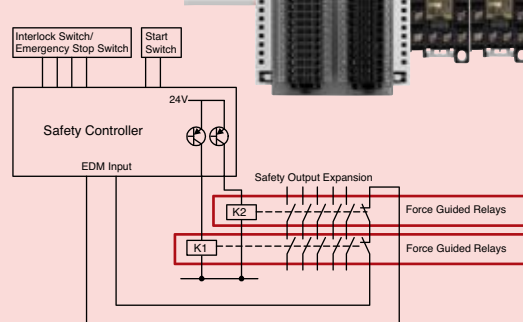 Interlock Switch/
Emergency Stop Switch
Start
Switch
24V
Safety Controller
EDM Input
Safety Output Expansion
K2
Force Guided Relays
K1
Force Guided Relays